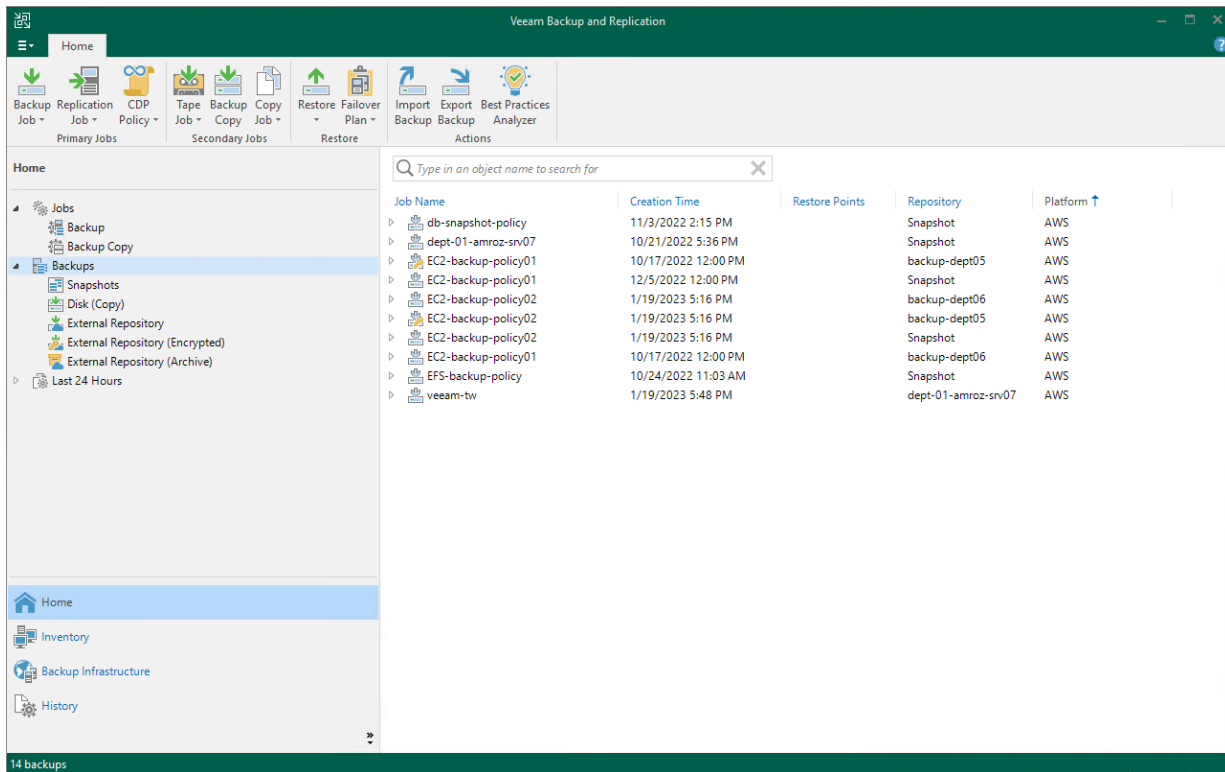 Veeam Backup and Replication
Home
Backup Job
Replication Job
CDP Policy
Primary Jobs
Tape Job
Backup Copy
Copy Job
Secondary Jobs
Restore
Failover Plan
Restore
Import Backup
Export Backup
Best Practices Analyzer
Actions
Home
Jobs
Backup
Backup Copy
Backups
Snapshots
Disk (Copy)
External Repository
External Repository (Encrypted)
External Repository (Archive)
Last 24 Hours
Home
Inventory
Backup Infrastructure
History
Type in an object name to search for
Job Name Creation Time Restore Points Repository Platform
db-snapshot-policy 11/3/2022 2:15 PM Snapshot AWS
dept-01-amroz-srv07 10/21/2022 5:36 PM Snapshot AWS
EC2-backup-policy01 10/17/2022 12:00 PM backup-dept05 AWS
EC2-backup-policy01 12/5/2022 12:00 PM Snapshot AWS
EC2-backup-policy02 1/19/2023 5:16 PM backup-dept06 AWS
EC2-backup-policy02 1/19/2023 5:16 PM backup-dept05 AWS
EC2-backup-policy02 1/19/2023 5:16 PM Snapshot AWS
EC2-backup-policy01 10/17/2022 12:00 PM backup-dept06 AWS
EFS-backup-policy 10/24/2022 11:03 AM Snapshot AWS
veeam-tw 1/19/2023 5:48 PM dept-01-amroz-srv07 AWS
14 backups